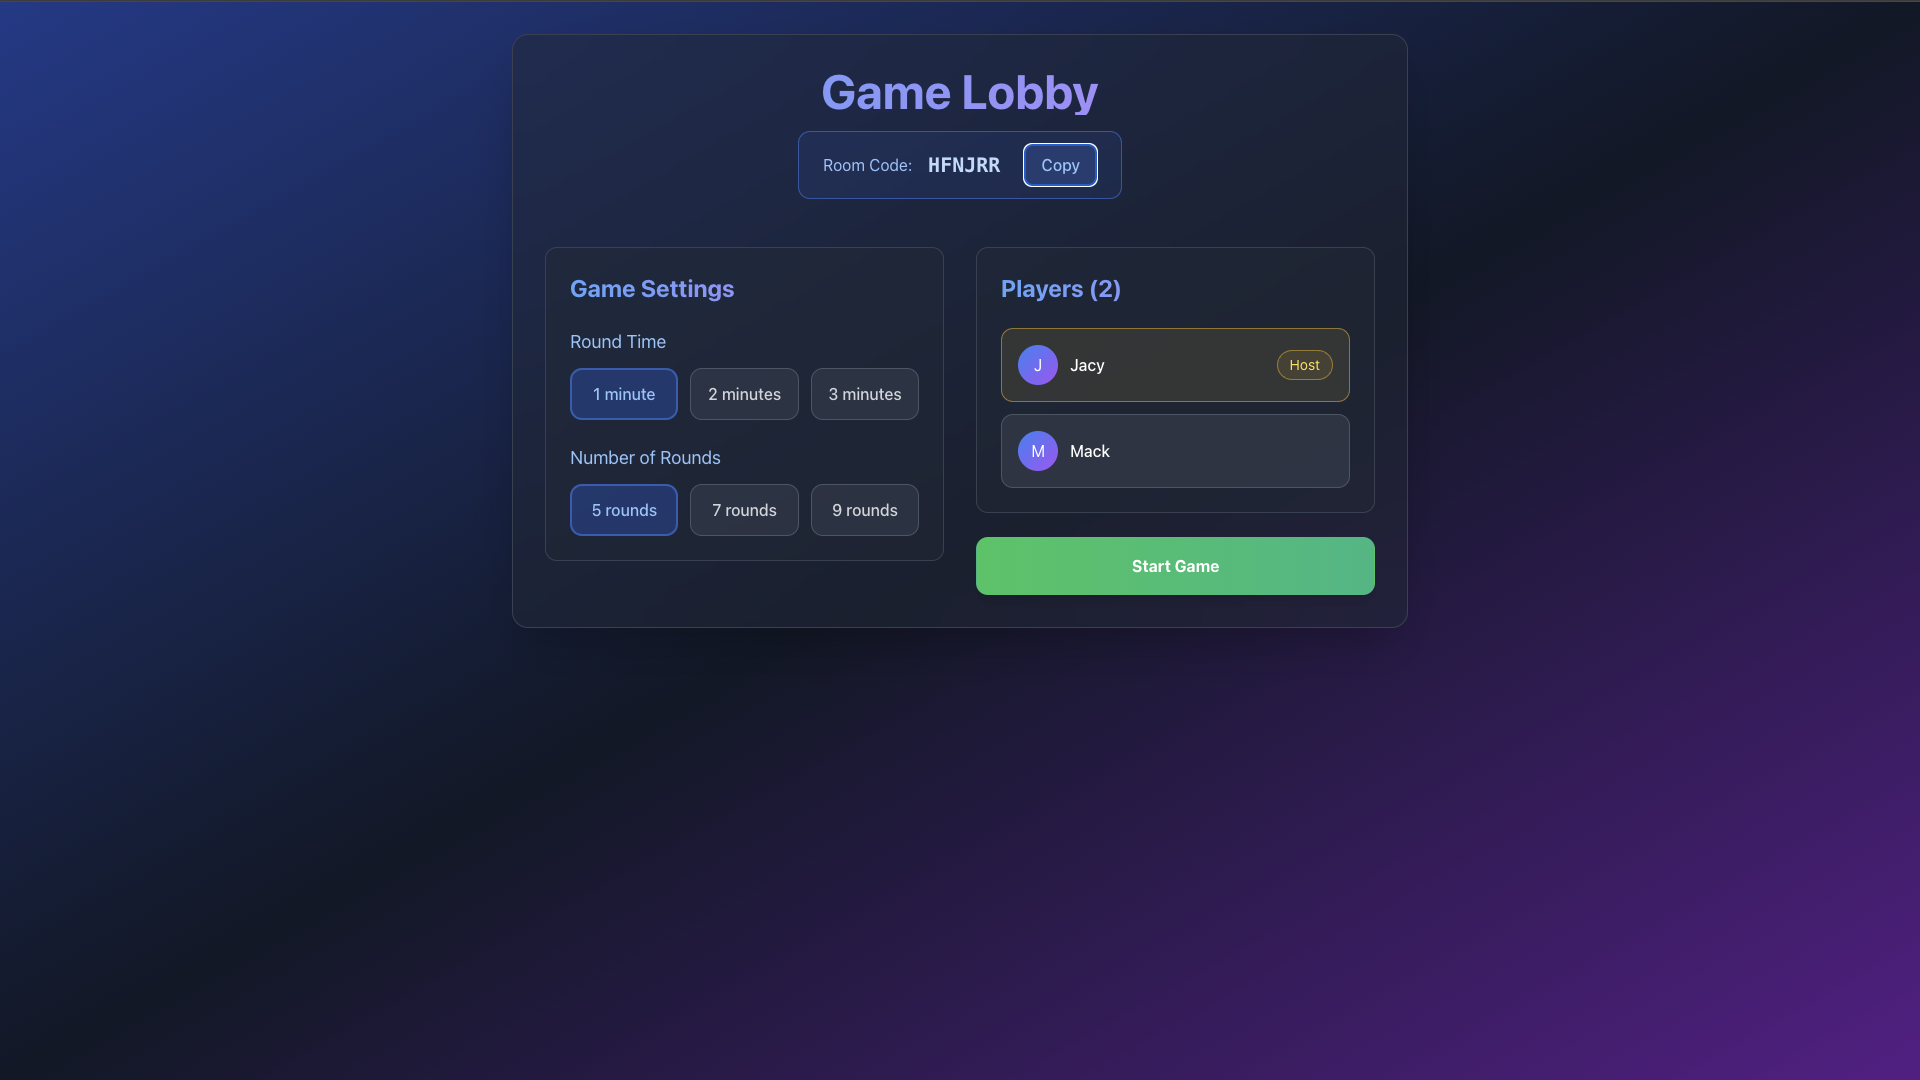 Game Lobby
Room Code: HFNJRR Copy
Game Settings
Round Time
1 minute 2 minutes 3 minutes
Number of Rounds
5 rounds 7 rounds 9 rounds
Players (2)
J Jacy Host
M Mack
Start Game